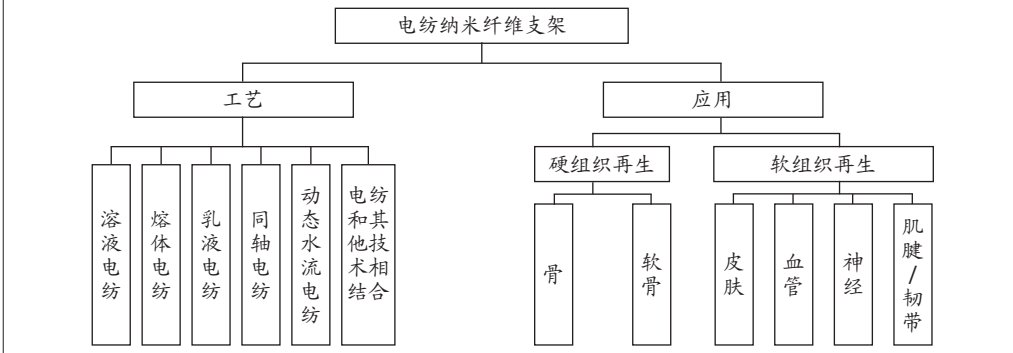 电纺纳米纤维支架
工艺
应用
硬组织再生
软组织再生
溶液电纺
熔体电纺
乳液电纺
同轴电纺
动态水流电纺
电纺
和其
他技
术相
结合
骨
软骨
皮肤
血管
神经
肌腱/韧带